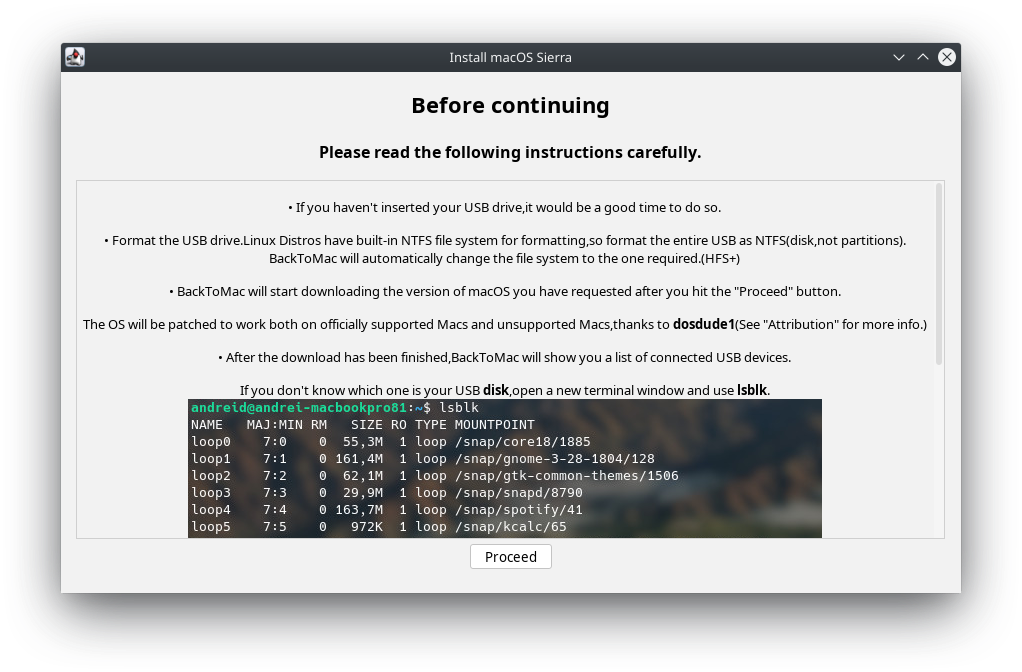 Install macOS Sierra
Before continuing
Please read the following instructions carefully.
• If you haven't inserted your USB drive,it would be a good time to do so.
• Format the USB drive.Linux Distros have built-in NTFS file system for formatting,so format the entire USB as NTFS(disk,not partitions).
BackToMac will automatically change the file system to the one required.(HFS+)
• BackToMac will start downloading the version of macOS you have requested after you hit the "Proceed" button.
The OS will be patched to work both on officially supported Macs and unsupported Macs,thanks to dosdude1(See "Attribution" for more info.)
• After the download has been finished,BackToMac will show you a list of connected USB devices.
If you don't know which one is your USB disk,open a new terminal window and use lsblk.
andreid@andrei-macbookpro81:~$ lsblk
NAME MAJ:MIN RM SIZE RO TYPE MOUNTPOINT
loop0 7:0 0 55,3M 1 loop /snap/core18/1885
loop1 7:1 0 161,4M 1 loop /snap/gnome-3-28-1804/128
loop2 7:2 0 62,1M 1 loop /snap/gtk-common-themes/1506
loop3 7:3 0 29,9M 1 loop /snap/snapd/8790
loop4 7:4 0 163,7M 1 loop /snap/spotify/41
loop5 7:5 0 972K 1 loop /snap/kcalc/65
Proceed